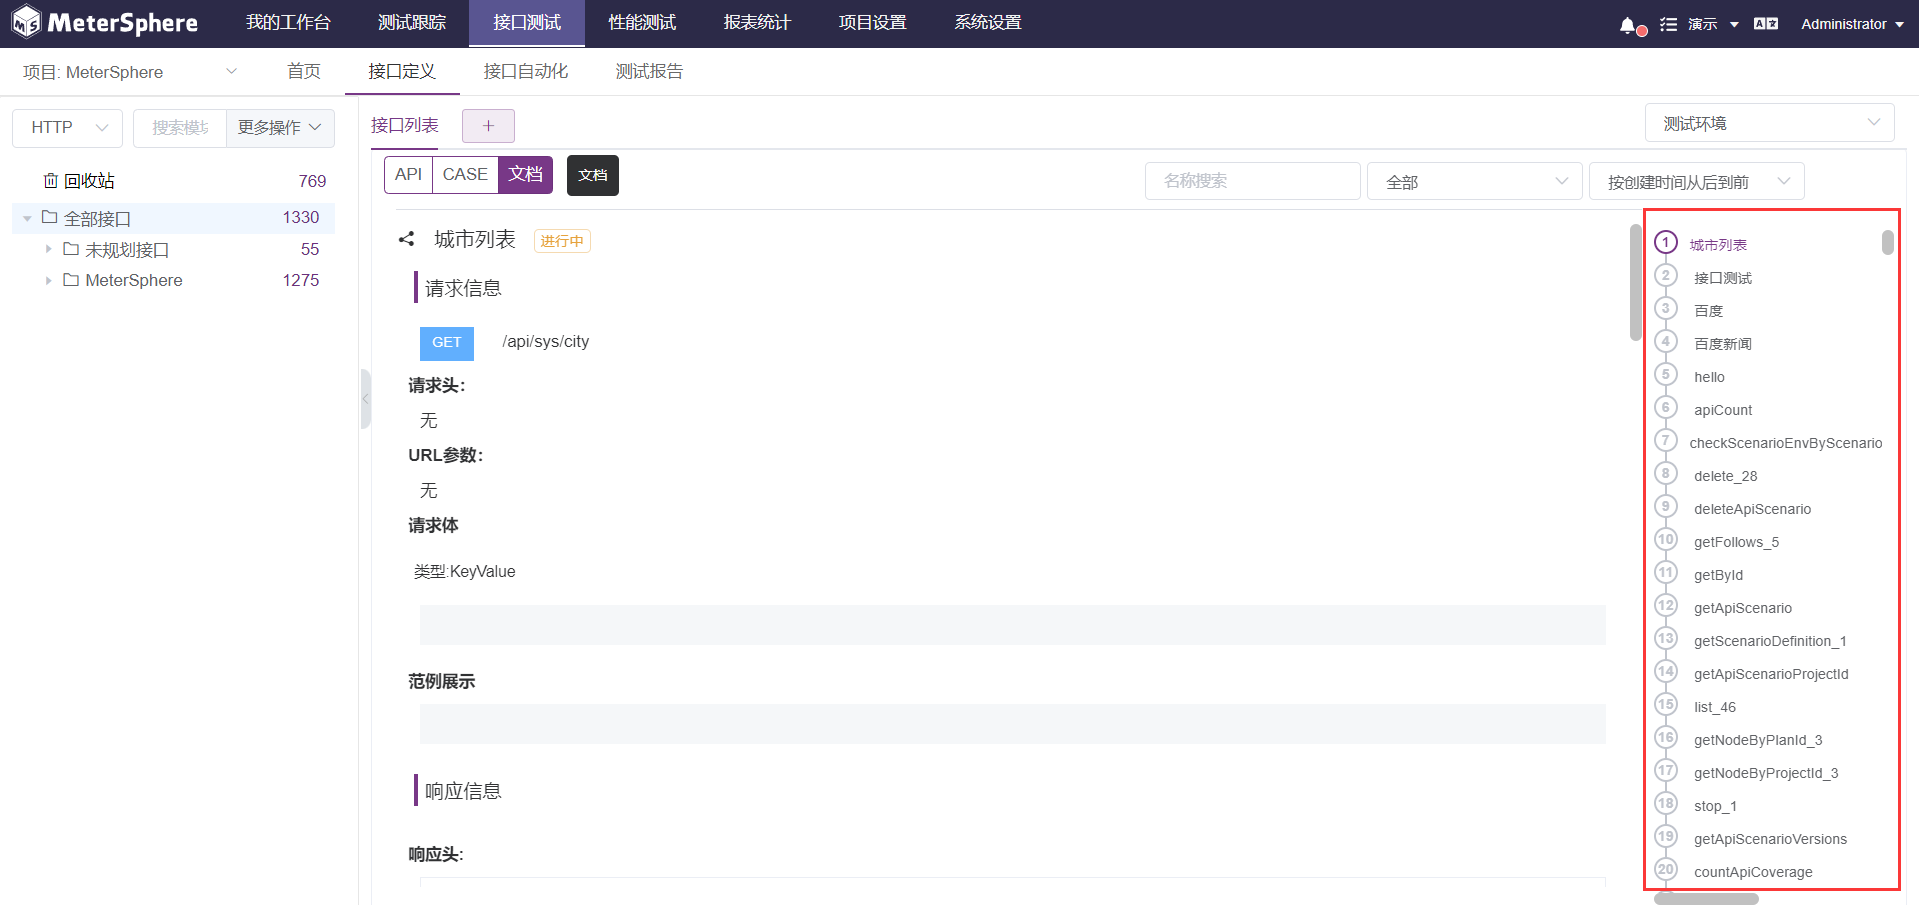 MeterSphere 我的工作台 测试跟踪 接口测试 性能测试 报表统计 项目设置 系统设置 演示 Administrator
项目: MeterSphere 首页 接口定义 接口自动化 测试报告
HTTP 更多操作
回收站 769
全部接口 1330
未规划接口 55
MeterSphere 1275
接口列表 + 测试环境
API CASE 文档 文档 名称搜索 全部 按创建时间从后到前
城市列表 进行中
请求信息
GET /api/sys/city
请求头:
无
URL参数:
无
请求体
类型:KeyValue
范例展示
响应信息
响应头:
1 城市列表
2 接口测试
3 百度
4 百度新闻
5 hello
6 apiCount
7 checkScenarioEnvByScenario
8 delete_28
9 deleteApiScenario
10 getFollows_5
11 getById
12 getApiScenario
13 getScenarioDefinition_1
14 getApiScenarioProjectId
15 list_46
16 getNodeByPlanId_3
17 getNodeByProjectId_3
18 stop_1
19 getApiScenarioVersions
20 countApiCoverage